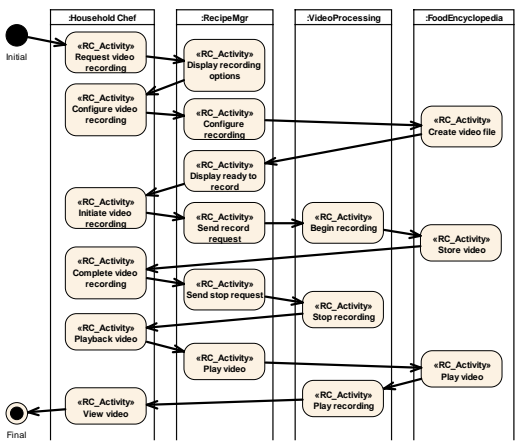 :Household Chef
:RecipeMgr
:VideoProcessing
:FoodEncyclopedia
Initial
«RC_Activity»
Request video
recording
«RC_Activity»
Display recording
options
«RC_Activity»
Configure video
recording
«RC_Activity»
Configure
recording
«RC_Activity»
Create video file
«RC_Activity»
Display ready to
record
«RC_Activity»
Initiate video
recording
«RC_Activity»
Send record
request
«RC_Activity»
Begin recording
«RC_Activity»
Store video
«RC_Activity»
Complete video
recording
«RC_Activity»
Send stop request
«RC_Activity»
Stop recording
«RC_Activity»
Playback video
«RC_Activity»
Play video
«RC_Activity»
Play video
«RC_Activity»
Play recording
«RC_Activity»
View video
Final